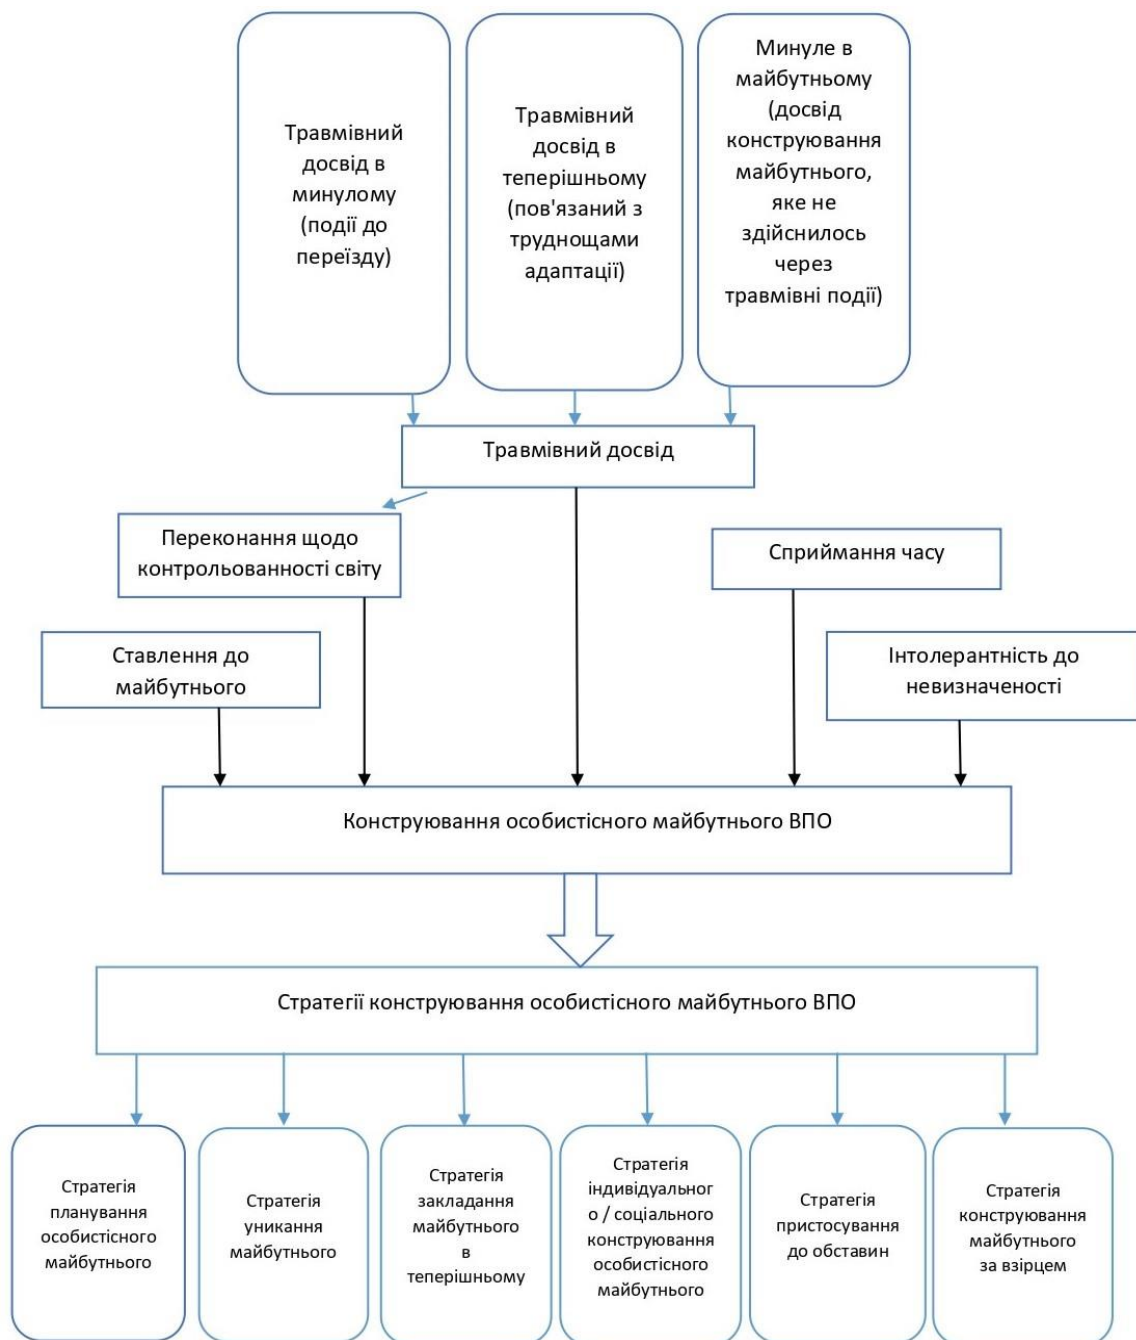 Травмівний
досвід в
минулому
(події до
переїзду)
Травмівний
досвід в
теперішньому
(пов'язаний з
труднощами
адаптації)
Минуле в
майбутньому
(досвід
конструювання
майбутнього,
яке не
здійснилось
через
травмівні події)
Травмівний досвід
Переконання щодо
контрольованності світу
Сприймання часу
Ставлення до
майбутнього
Інтолерантність до
невизначеності
Конструювання особистісного майбутнього ВПО
Стратегії конструювання особистісного майбутнього ВПО
Стратегія
планування
особистісного
майбутнього
Стратегія
уникання
майбутнього
Стратегія
закладання
майбутнього
в
теперішньому
Стратегія
індивідуальног
о / соціального
конструювання
особистісного
майбутнього
Стратегія
пристосування
до обставин
Стратегія
конструювання
майбутнього
за взірцем